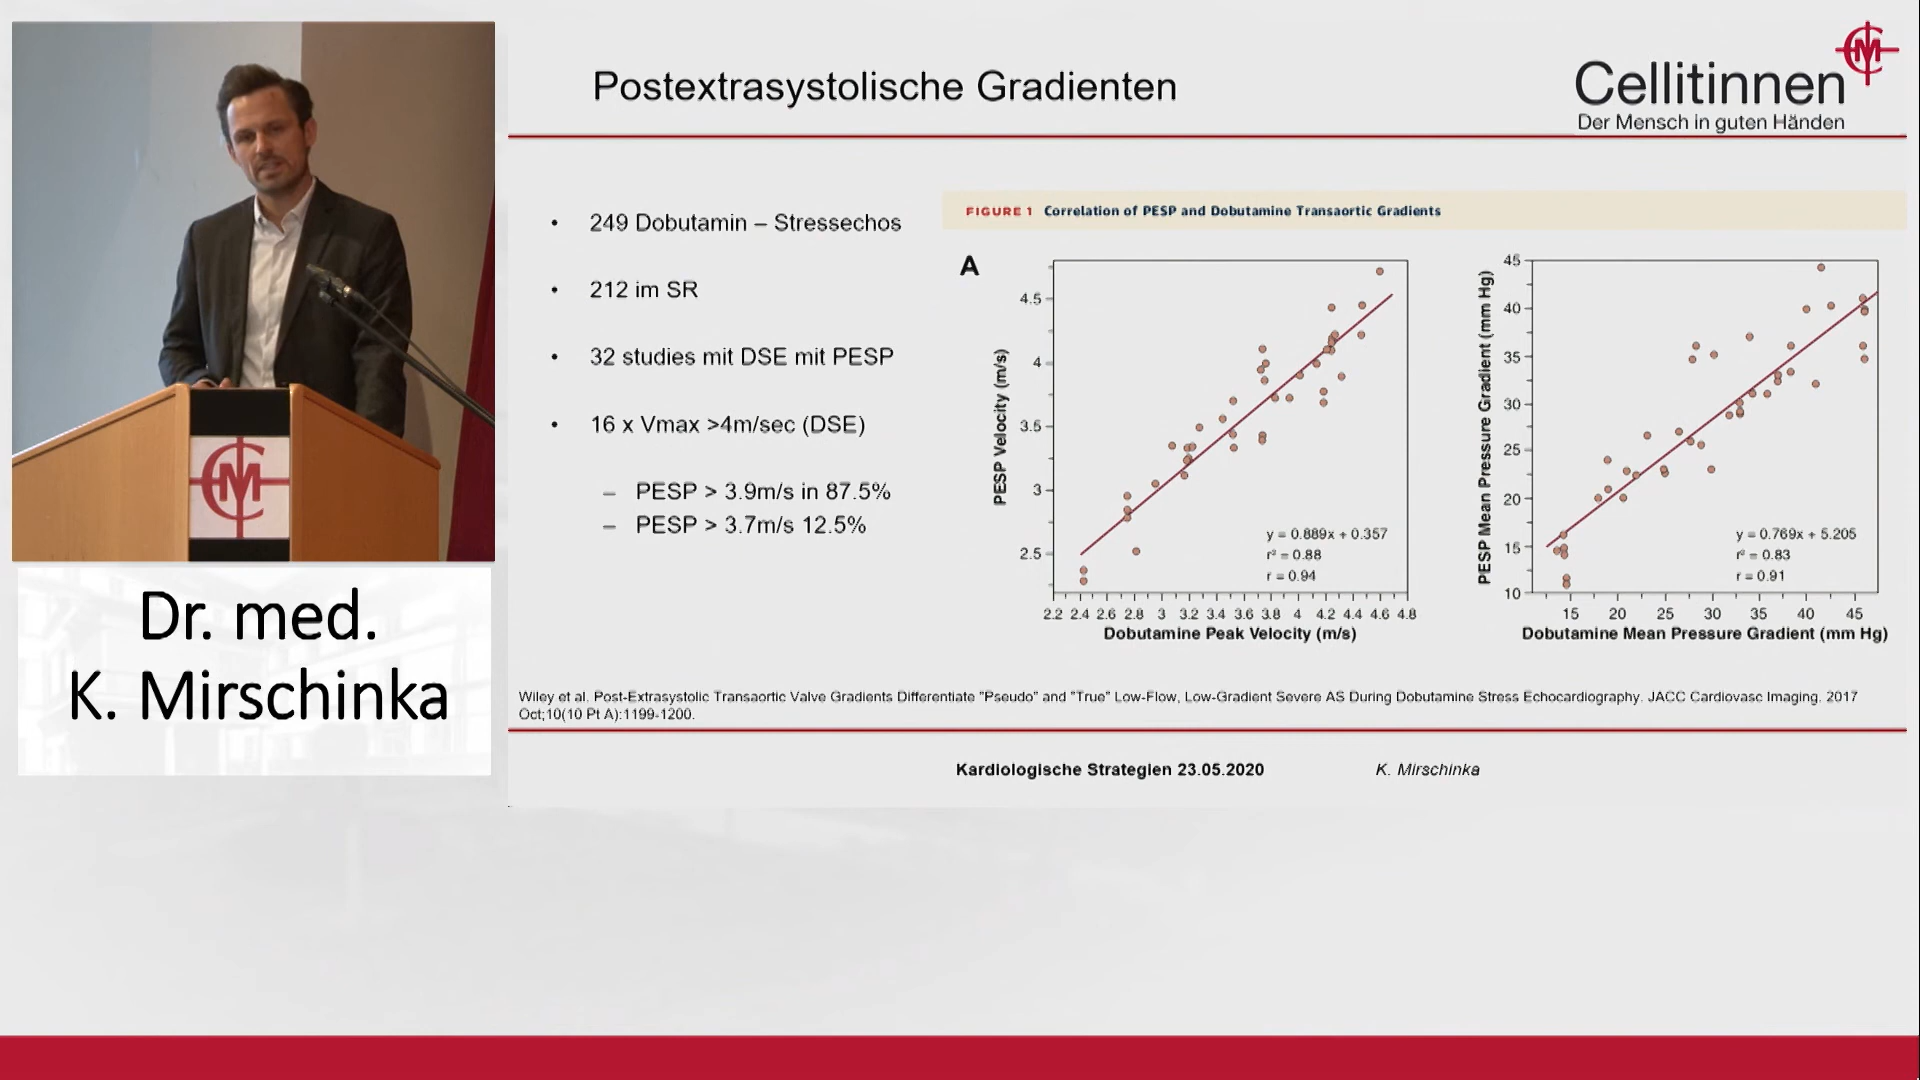 Postextrasystolische Gradienten
Cellitinnen
Der Mensch in guten Händen
• 249 Dobutamin – Stressechos
• 212 im SR
• 32 studies mit DSE mit PESP
• 16 x Vmax >4m/sec (DSE)
– PESP > 3.9m/s in 87.5%
– PESP > 3.7m/s 12.5%
FIGURE 1 Correlation of PESP and Dobutamine Transaortic Gradients
A
PESP Velocity (m/s)
4.5
4
3.5
3
2.5
y = 0.889x + 0.357
r² = 0.88
r = 0.94
2.2 2.4 2.6 2.8 3 3.2 3.4 3.6 3.8 4 4.2 4.4 4.6 4.8
Dobutamine Peak Velocity (m/s)
PESP Mean Pressure Gradient (mm Hg)
45
40
35
30
25
20
15
10
y = 0.769x + 5.205
r² = 0.83
r = 0.91
15 20 25 30 35 40 45
Dobutamine Mean Pressure Gradient (mm Hg)
Wiley et al. Post-Extrasystolic Transaortic Valve Gradients Differentiate "Pseudo" and "True" Low-Flow, Low-Gradient Severe AS During Dobutamine Stress Echocardiography. JACC Cardiovasc Imaging. 2017
Oct;10(10 Pt A):1199-1200.
Kardiologische Strategien 23.05.2020 K. Mirschinka
Dr. med.
K. Mirschinka